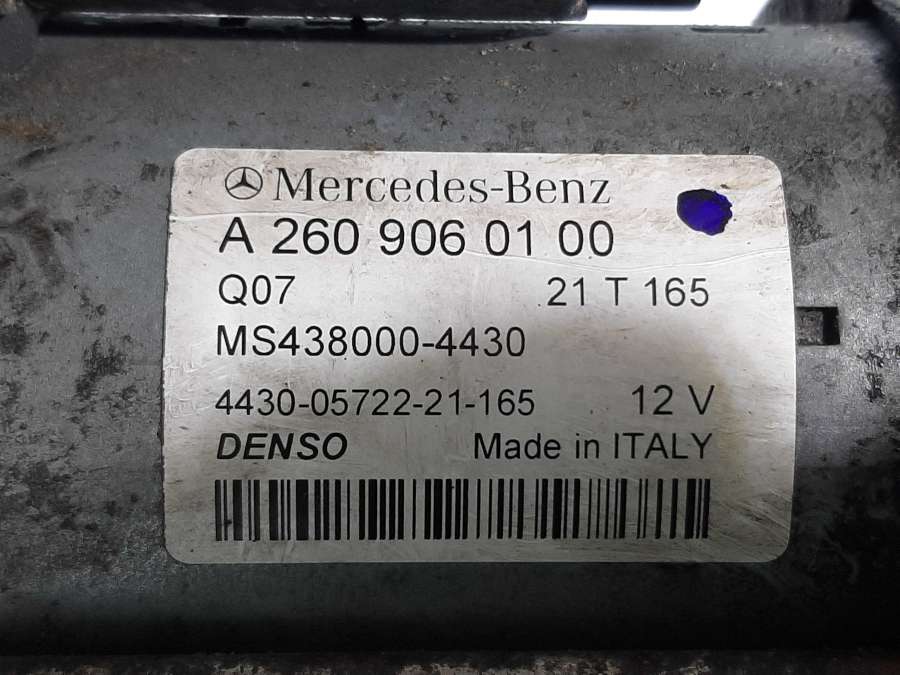 Mercedes-Benz
A 260 906 01 00
Q07 21 T 165
MS438000-4430
4430-05722-21-165 12 V
DENSO Made in ITALY